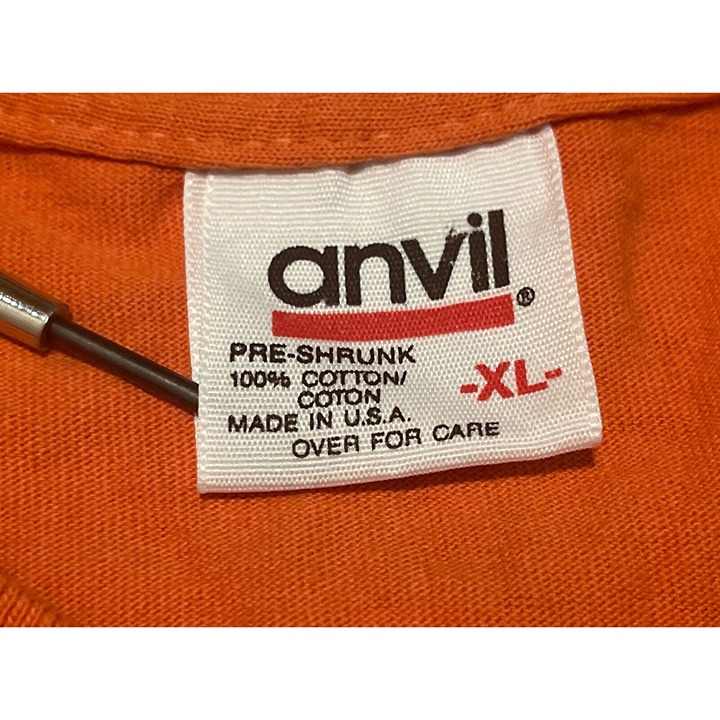 anvil®
PRE-SHRUNK
100% COTTON/
COTON
-XL-
MADE IN U.S.A.
OVER FOR CARE